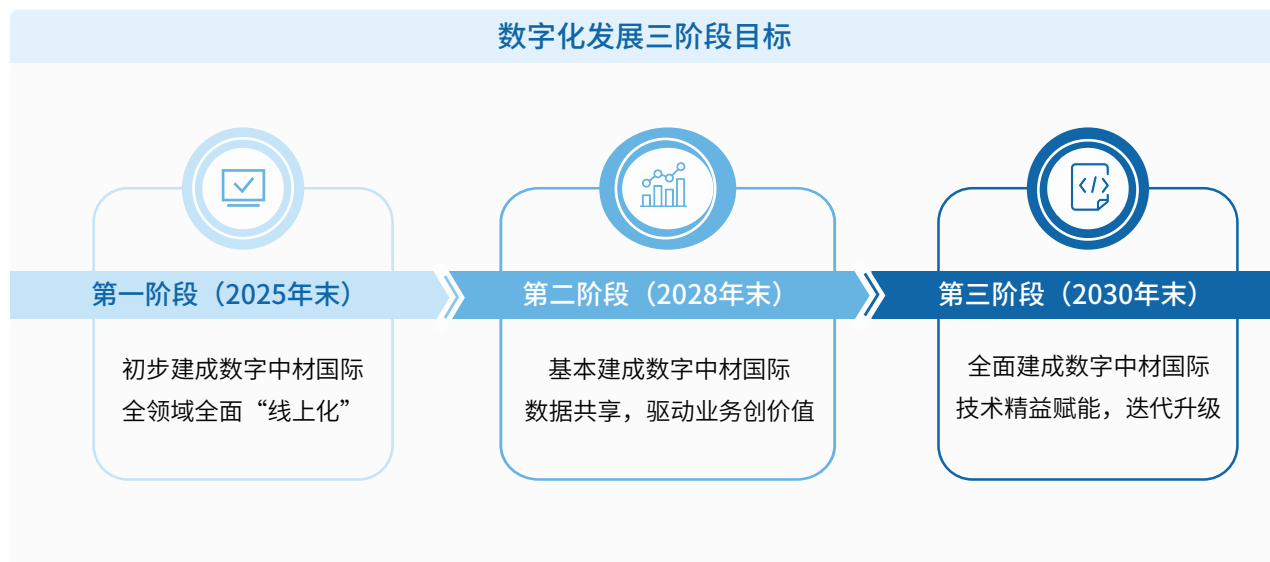 数字化发展三阶段目标
第一阶段（2025年末）
初步建成数字中材国际
全领域全面“线上化”
第二阶段（2028年末）
基本建成数字中材国际
数据共享，驱动业务创价值
第三阶段（2030年末）
全面建成数字中材国际
技术精益赋能，迭代升级